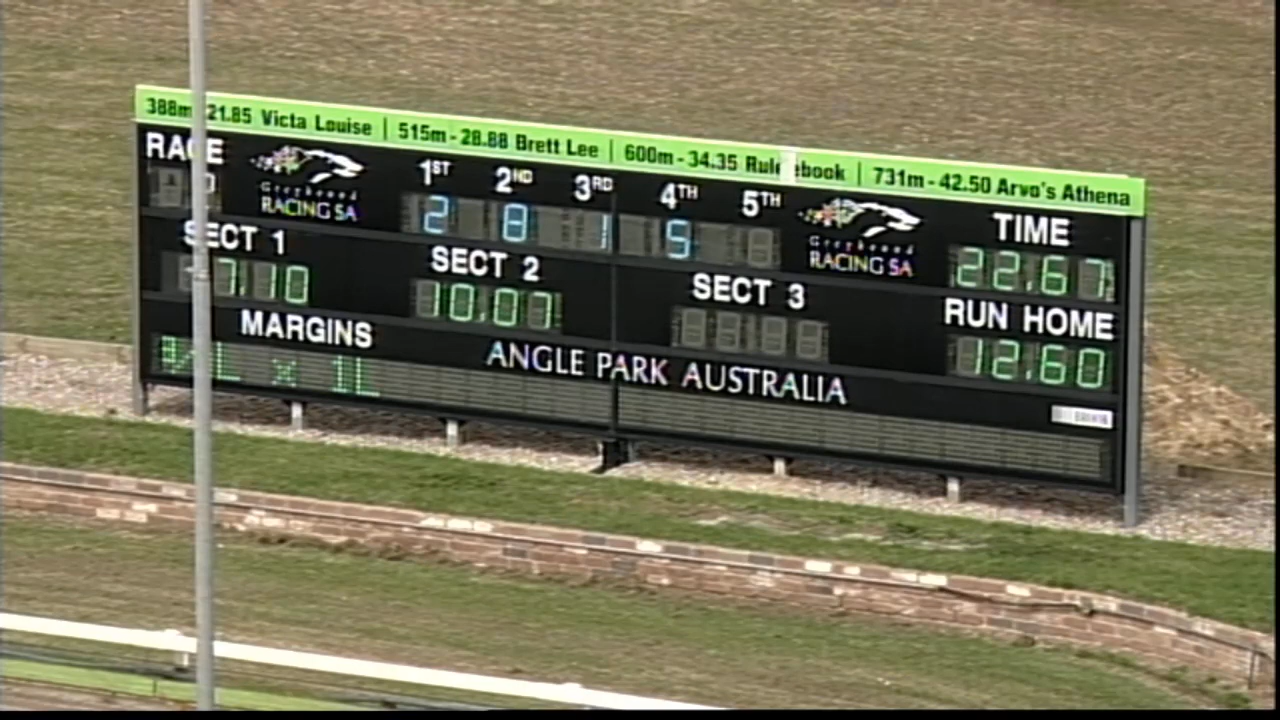 388m - 21.85 Victa Louise | 515m - 28.88 Brett Lee | 600m - 34.35 Rulebook | 731m - 42.50 Arvo's Athena
RACE
Greyhound
RACING SA
1ST 2ND 3RD 4TH 5TH
2 8 1 5
Greyhound
RACING SA
TIME
22.67
SECT 1
7.10
SECT 2
10.07
SECT 3
RUN HOME
12.60
MARGINS
3/L x 1L
ANGLE PARK AUSTRALIA